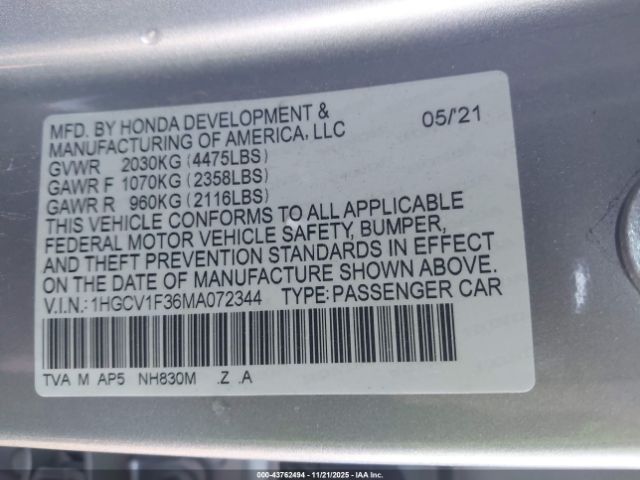 MFD. BY HONDA DEVELOPMENT & 05/'21
MANUFACTURING OF AMERICA, LLC
GVWR 2030KG (4475LBS)
GAWR F 1070KG (2358LBS)
GAWR R 960KG (2116LBS)
THIS VEHICLE CONFORMS TO ALL APPLICABLE
FEDERAL MOTOR VEHICLE SAFETY, BUMPER,
AND THEFT PREVENTION STANDARDS IN EFFECT
ON THE DATE OF MANUFACTURE SHOWN ABOVE.
V.I.N.: 1HGCV1F36MA072344 TYPE: PASSENGER CAR
TVA M AP5 NH830M .Z .A
000-43762494 - 11/21/2025 - IAA Inc.